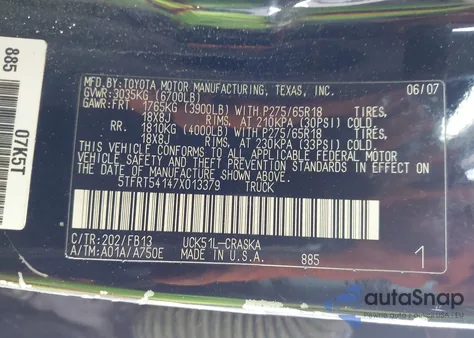 885
07K5T
MFD. BY: TOYOTA MOTOR MANUFACTURING, TEXAS, INC. 06/07
GVWR: 3035KG (6700LB)
GAWR: FRT. 1765KG (3900LB) WITH P275/65R18 TIRES,
18X8J RIMS, AT 210KPA (30PSI) COLD.
RR. 1810KG (4000LB) WITH P275/65R18 TIRES,
18X8J RIMS, AT 230KPA (33PSI) COLD.
THIS VEHICLE CONFORMS TO ALL APPLICABLE FEDERAL MOTOR
VEHICLE SAFETY AND THEFT PREVENTION STANDARDS IN EFFECT ON
THE DATE OF MANUFACTURE SHOWN ABOVE.
5TFRT54147X013379 TRUCK
C/TR: 202/FB13 UCK51L-CRASKA
A/TM: A01A/A750E MADE IN U.S.A. 885 1
autoSnap